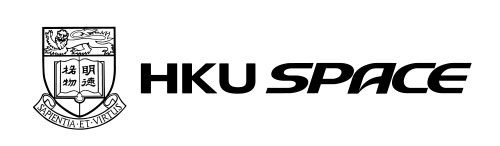 明德
格物
SAPIENTIA·ET·VIRTUS
HKU SPACE